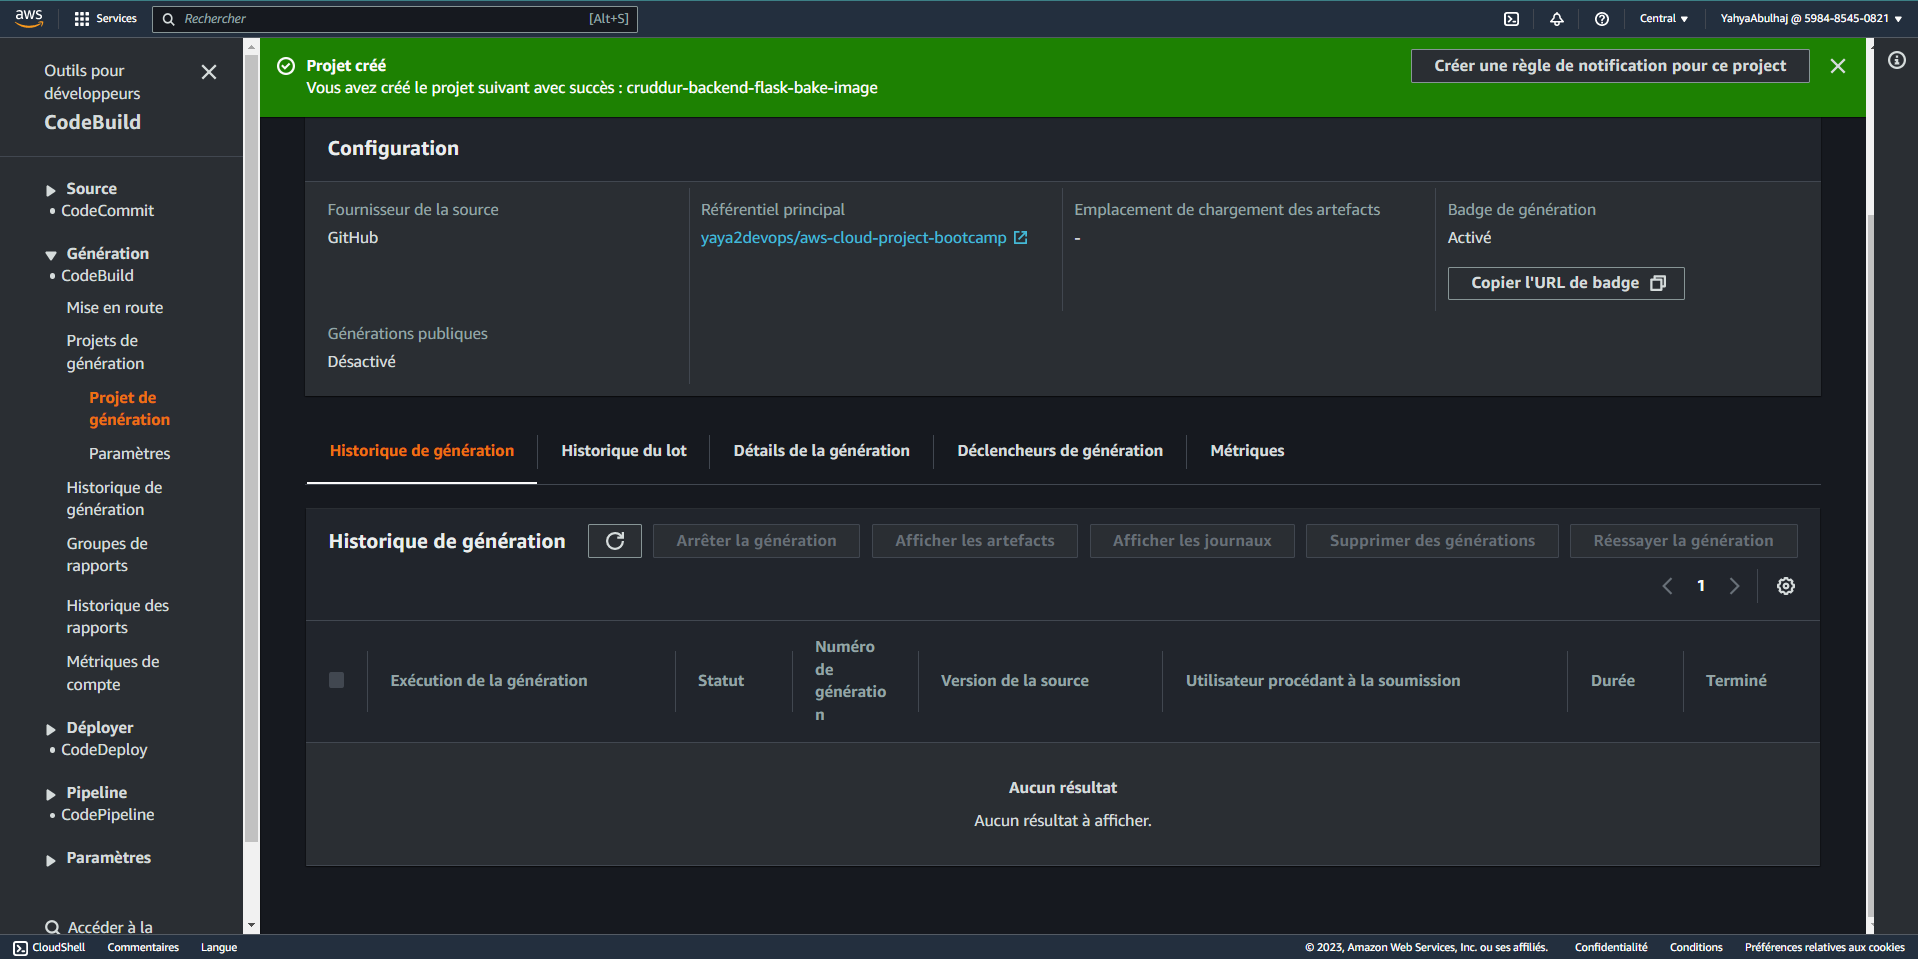 aws
Services
Rechercher
[Alt+S]
Central
YahyaAbulhaj @ 5984-8545-0821
Outils pour
développeurs
CodeBuild
Source
CodeCommit
Génération
CodeBuild
Mise en route
Projets de
génération
Projet de
génération
Paramètres
Historique de
génération
Groupes de
rapports
Historique des
rapports
Métriques de
compte
Déployer
CodeDeploy
Pipeline
CodePipeline
Paramètres
Accéder à la
Projet créé
Vous avez créé le projet suivant avec succès : cruddur-backend-flask-bake-image
Créer une règle de notification pour ce project
Configuration
Fournisseur de la source
GitHub
Référentiel principal
yaya2devops/aws-cloud-project-bootcamp
Emplacement de chargement des artefacts
-
Badge de génération
Activé
Copier l'URL de badge
Générations publiques
Désactivé
Historique de génération
Historique du lot
Détails de la génération
Déclencheurs de génération
Métriques
Historique de génération
Arrêter la génération
Afficher les artefacts
Afficher les journaux
Supprimer des générations
Réessayer la génération
1
Exécution de la génération
Statut
Numéro
de
génératio
n
Version de la source
Utilisateur procédant à la soumission
Durée
Terminé
Aucun résultat
Aucun résultat à afficher.
CloudShell
Commentaires
Langue
© 2023, Amazon Web Services, Inc. ou ses affiliés.
Confidentialité
Conditions
Préférences relatives aux cookies